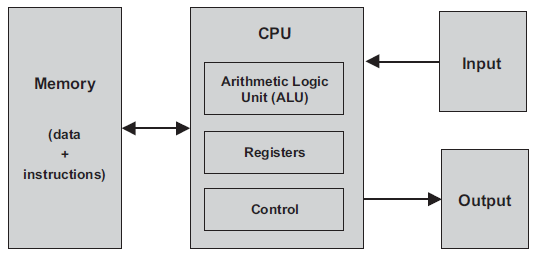 Memory
(data
+
instructions)
CPU
Arithmetic Logic
Unit (ALU)
Registers
Control
Input
Output